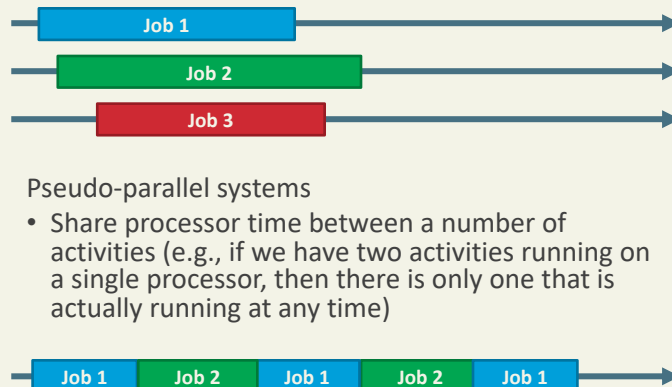 Job 1
Job 2
Job 3
Pseudo-parallel systems
• Share processor time between a number of
activities (e.g., if we have two activities running on
a single processor, then there is only one that is
actually running at any time)
Job 1 Job 2 Job 1 Job 2 Job 1